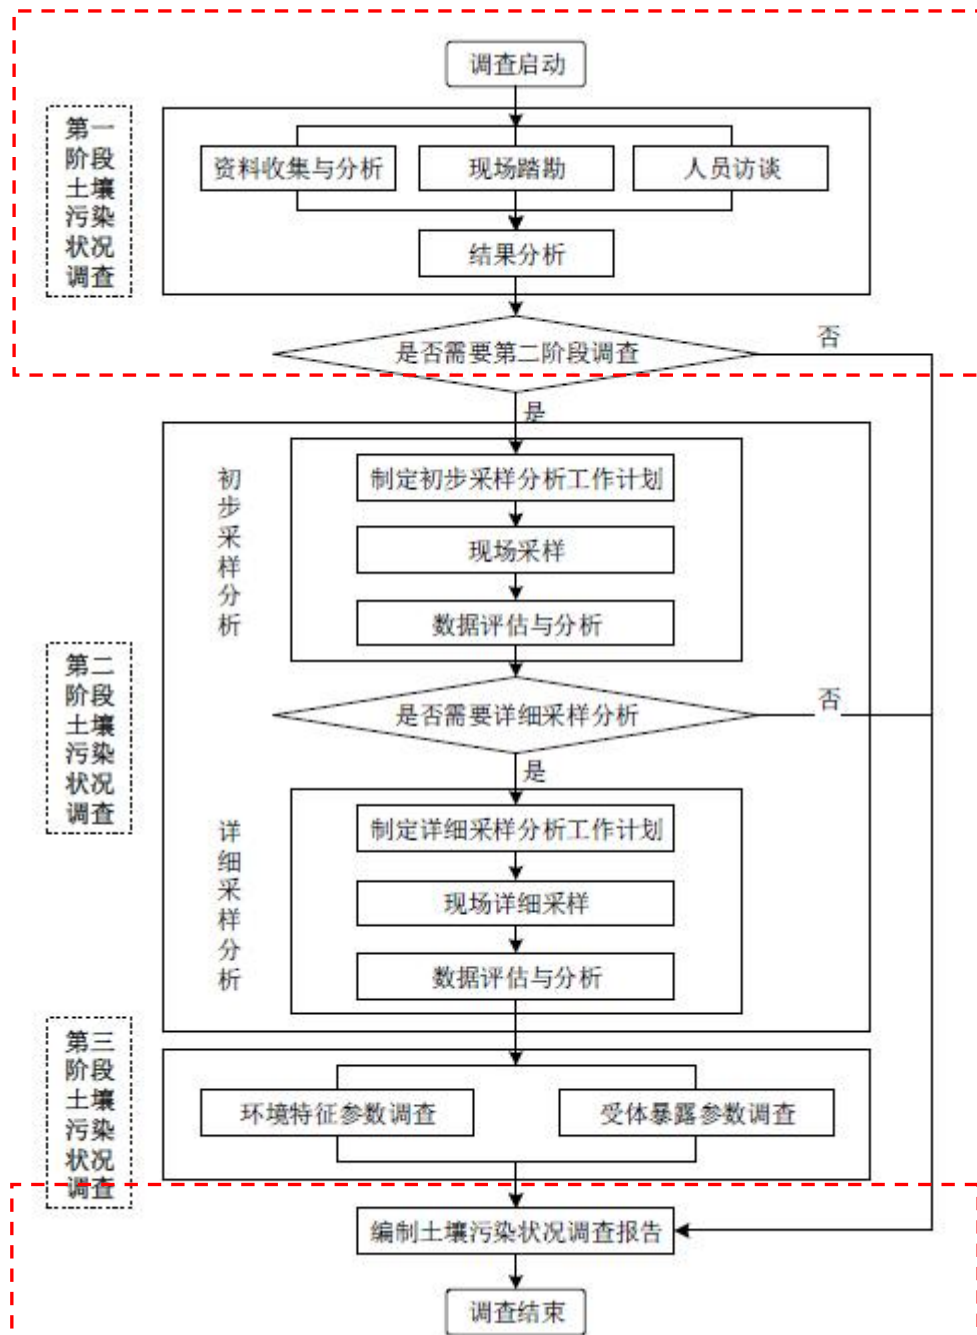 调查启动
第一
阶段
土壤
污染
状况
调查
资料收集与分析
现场踏勘
人员访谈
结果分析
是否需要第二阶段调查
否
是
初
步
采
样
分
析
制定初步采样分析工作计划
现场采样
数据评估与分析
第二
阶段
土壤
污染
状况
调查
是否需要详细采样分析
否
是
详
细
采
样
分
析
制定详细采样分析工作计划
现场详细采样
数据评估与分析
第三
阶段
土壤
污染
状况
调查
环境特征参数调查
受体暴露参数调查
编制土壤污染状况调查报告
调查结束